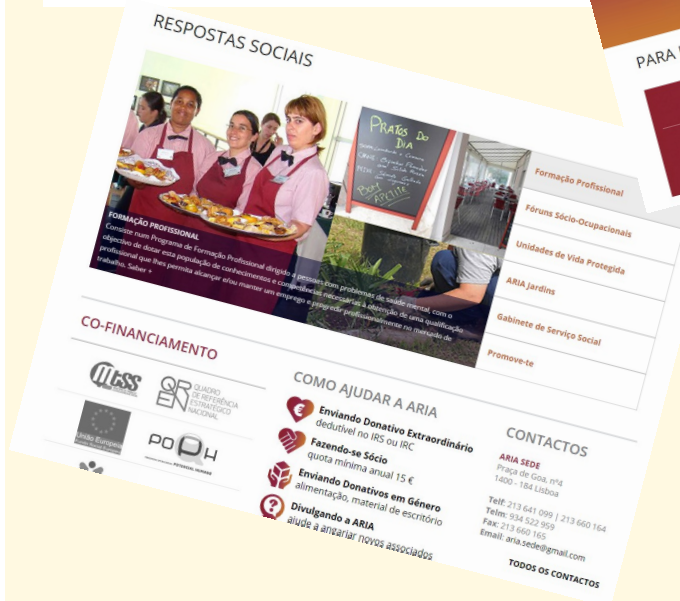 PARA
RESPOSTAS SOCIAIS
PRATOS DO
DIA
BOM
APETITE
FORMAÇÃO PROFISSIONAL
Consiste num Programa de Formação Profissional dirigido a pessoas com problemas de saúde mental, com o
objectivo de dotar esta população de conhecimentos e competências necessárias à obtenção de uma qualificação
profissional que lhes permita alcançar e/ou manter um emprego e progredir profissionalmente no mercado de
trabalho. Saber +
Formação Profissional
Fóruns Sócio-Ocupacionais
Unidades de Vida Protegida
ARIA Jardins
Gabinete de Serviço Social
Promove-te
CO-FINANCIAMENTO
mtss
QREN
QUADRO
DE REFERÊNCIA
ESTRATÉGICO
NACIONAL
União Europeia
POPH
POTENCIAL HUMANO
COMO AJUDAR A ARIA
Enviando Donativo Extraordinário
dedutível no IRS ou IRC
Fazendo-se Sócio
quota mínima anual 15 €
Enviando Donativos em Género
alimentação, material de escritório
Divulgando a ARIA
ajude a angariar novos associados
CONTACTOS
ARIA SEDE
Praça de Goa, nº4
1400 - 184 Lisboa
Telf: 213 641 099 | 213 660 164
Telm: 934 522 959
Fax: 213 660 165
Email: aria.sede@gmail.com
TODOS OS CONTACTOS